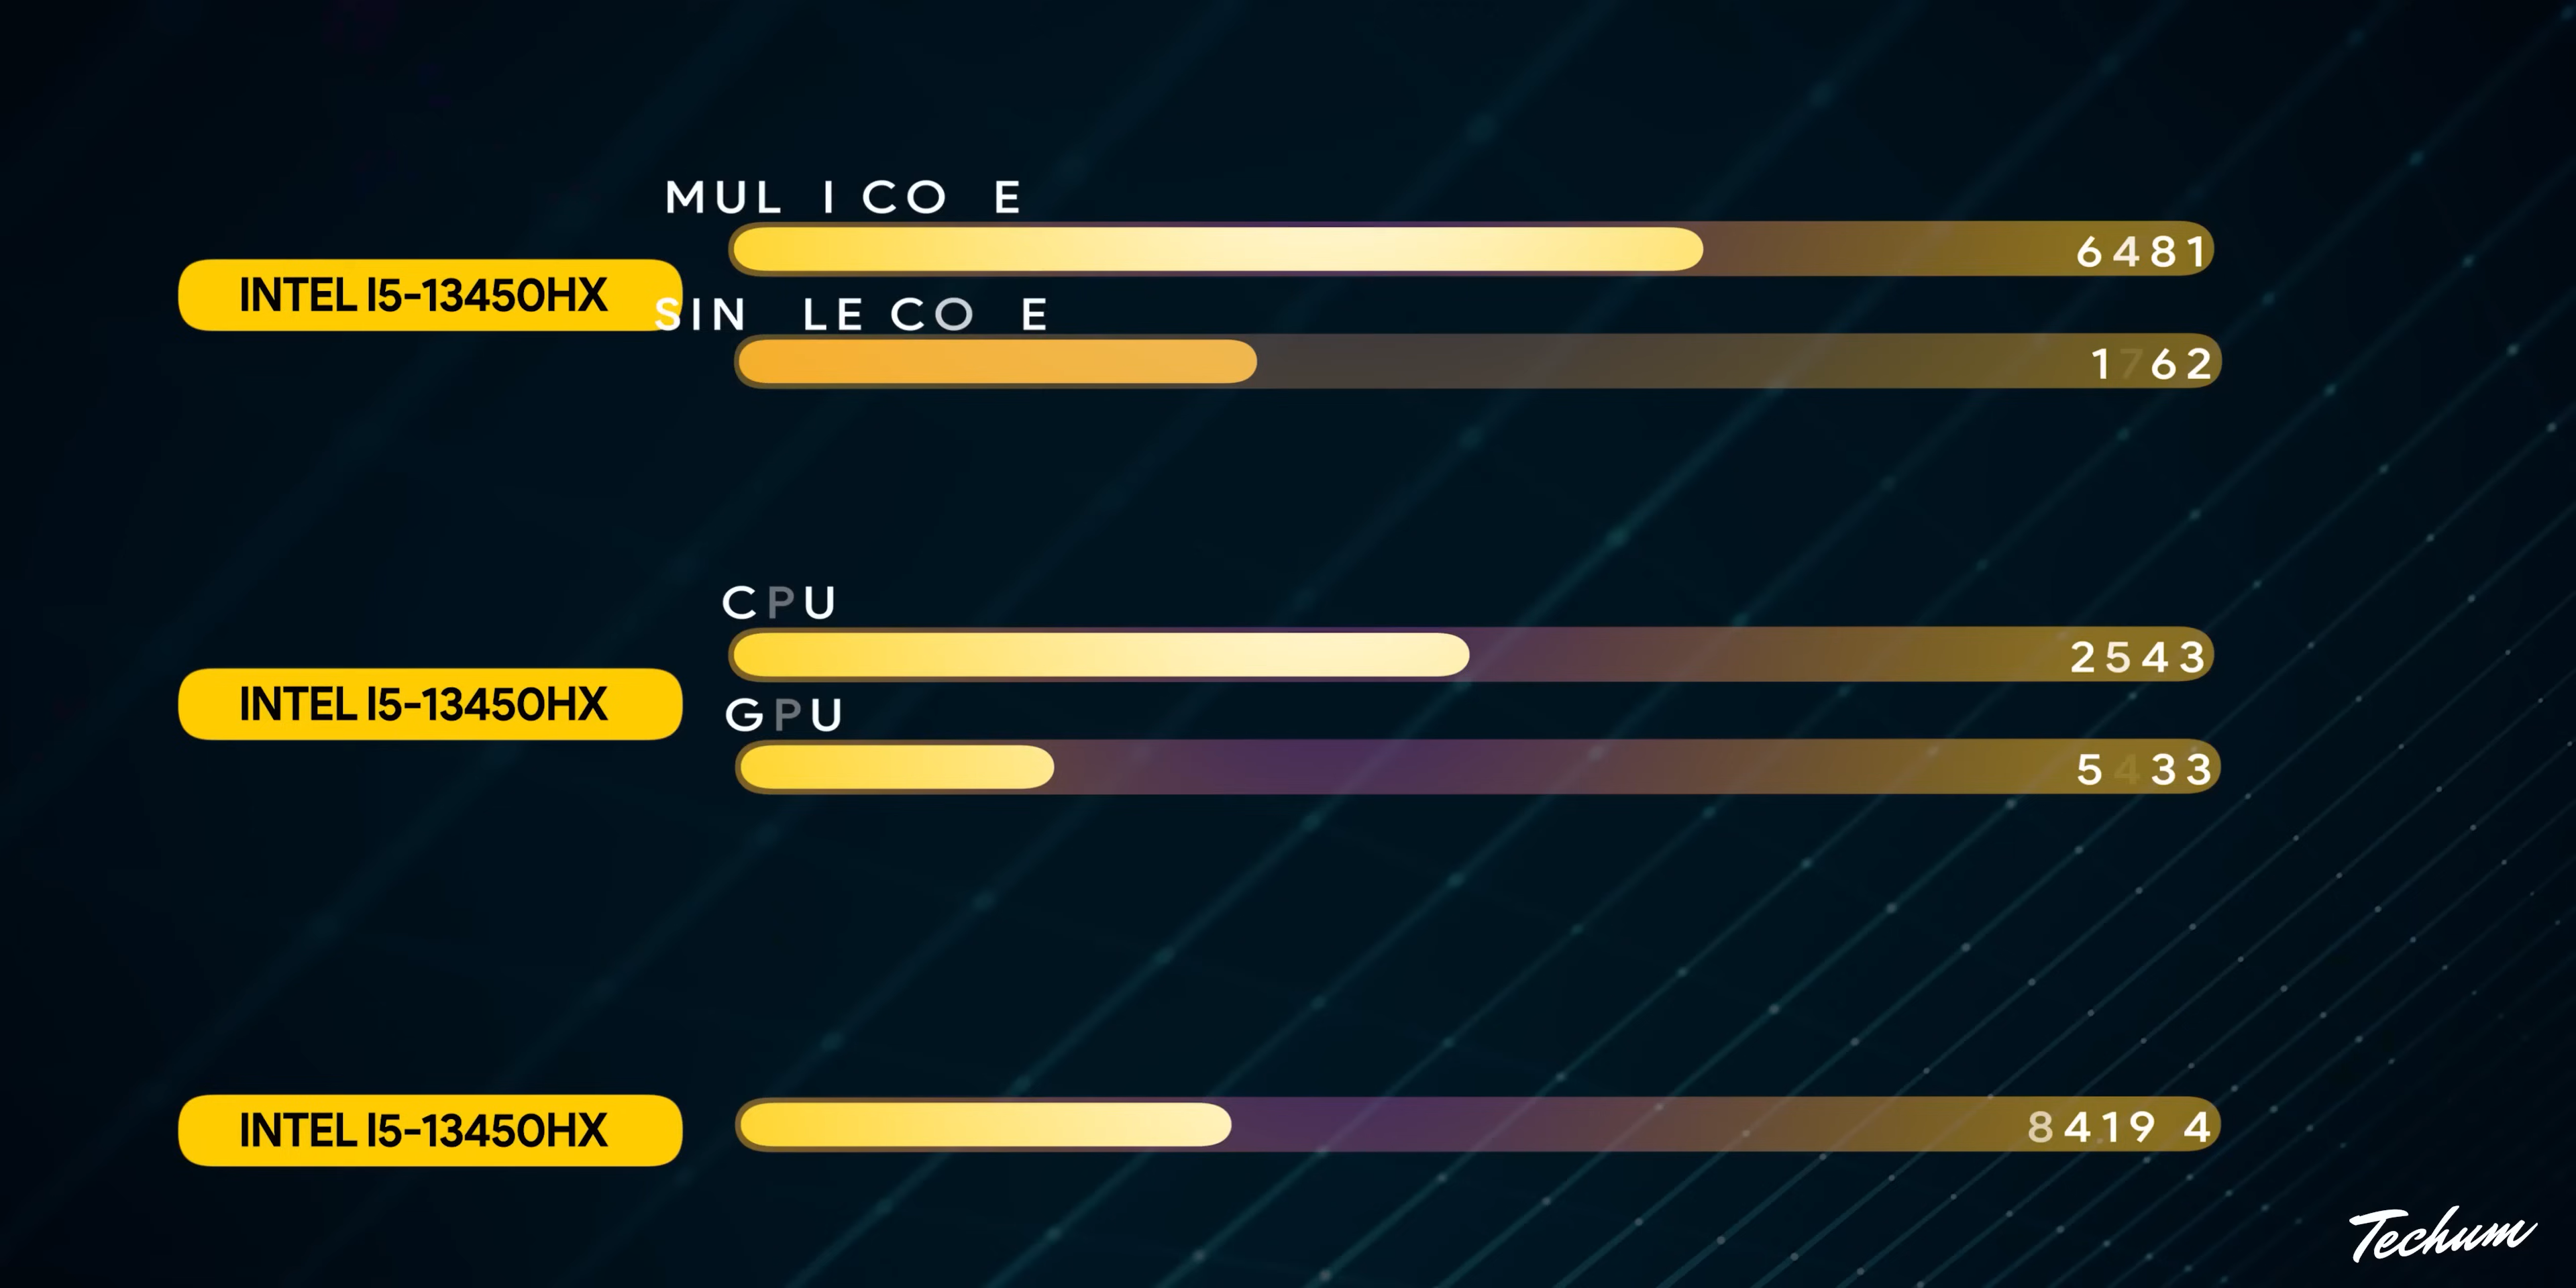 MUL I CO E
6481
INTEL I5-13450HX
SIN LE CO E
1762
CPU
2543
INTEL I5-13450HX
GPU
5433
INTEL I5-13450HX
8419 4
Techum